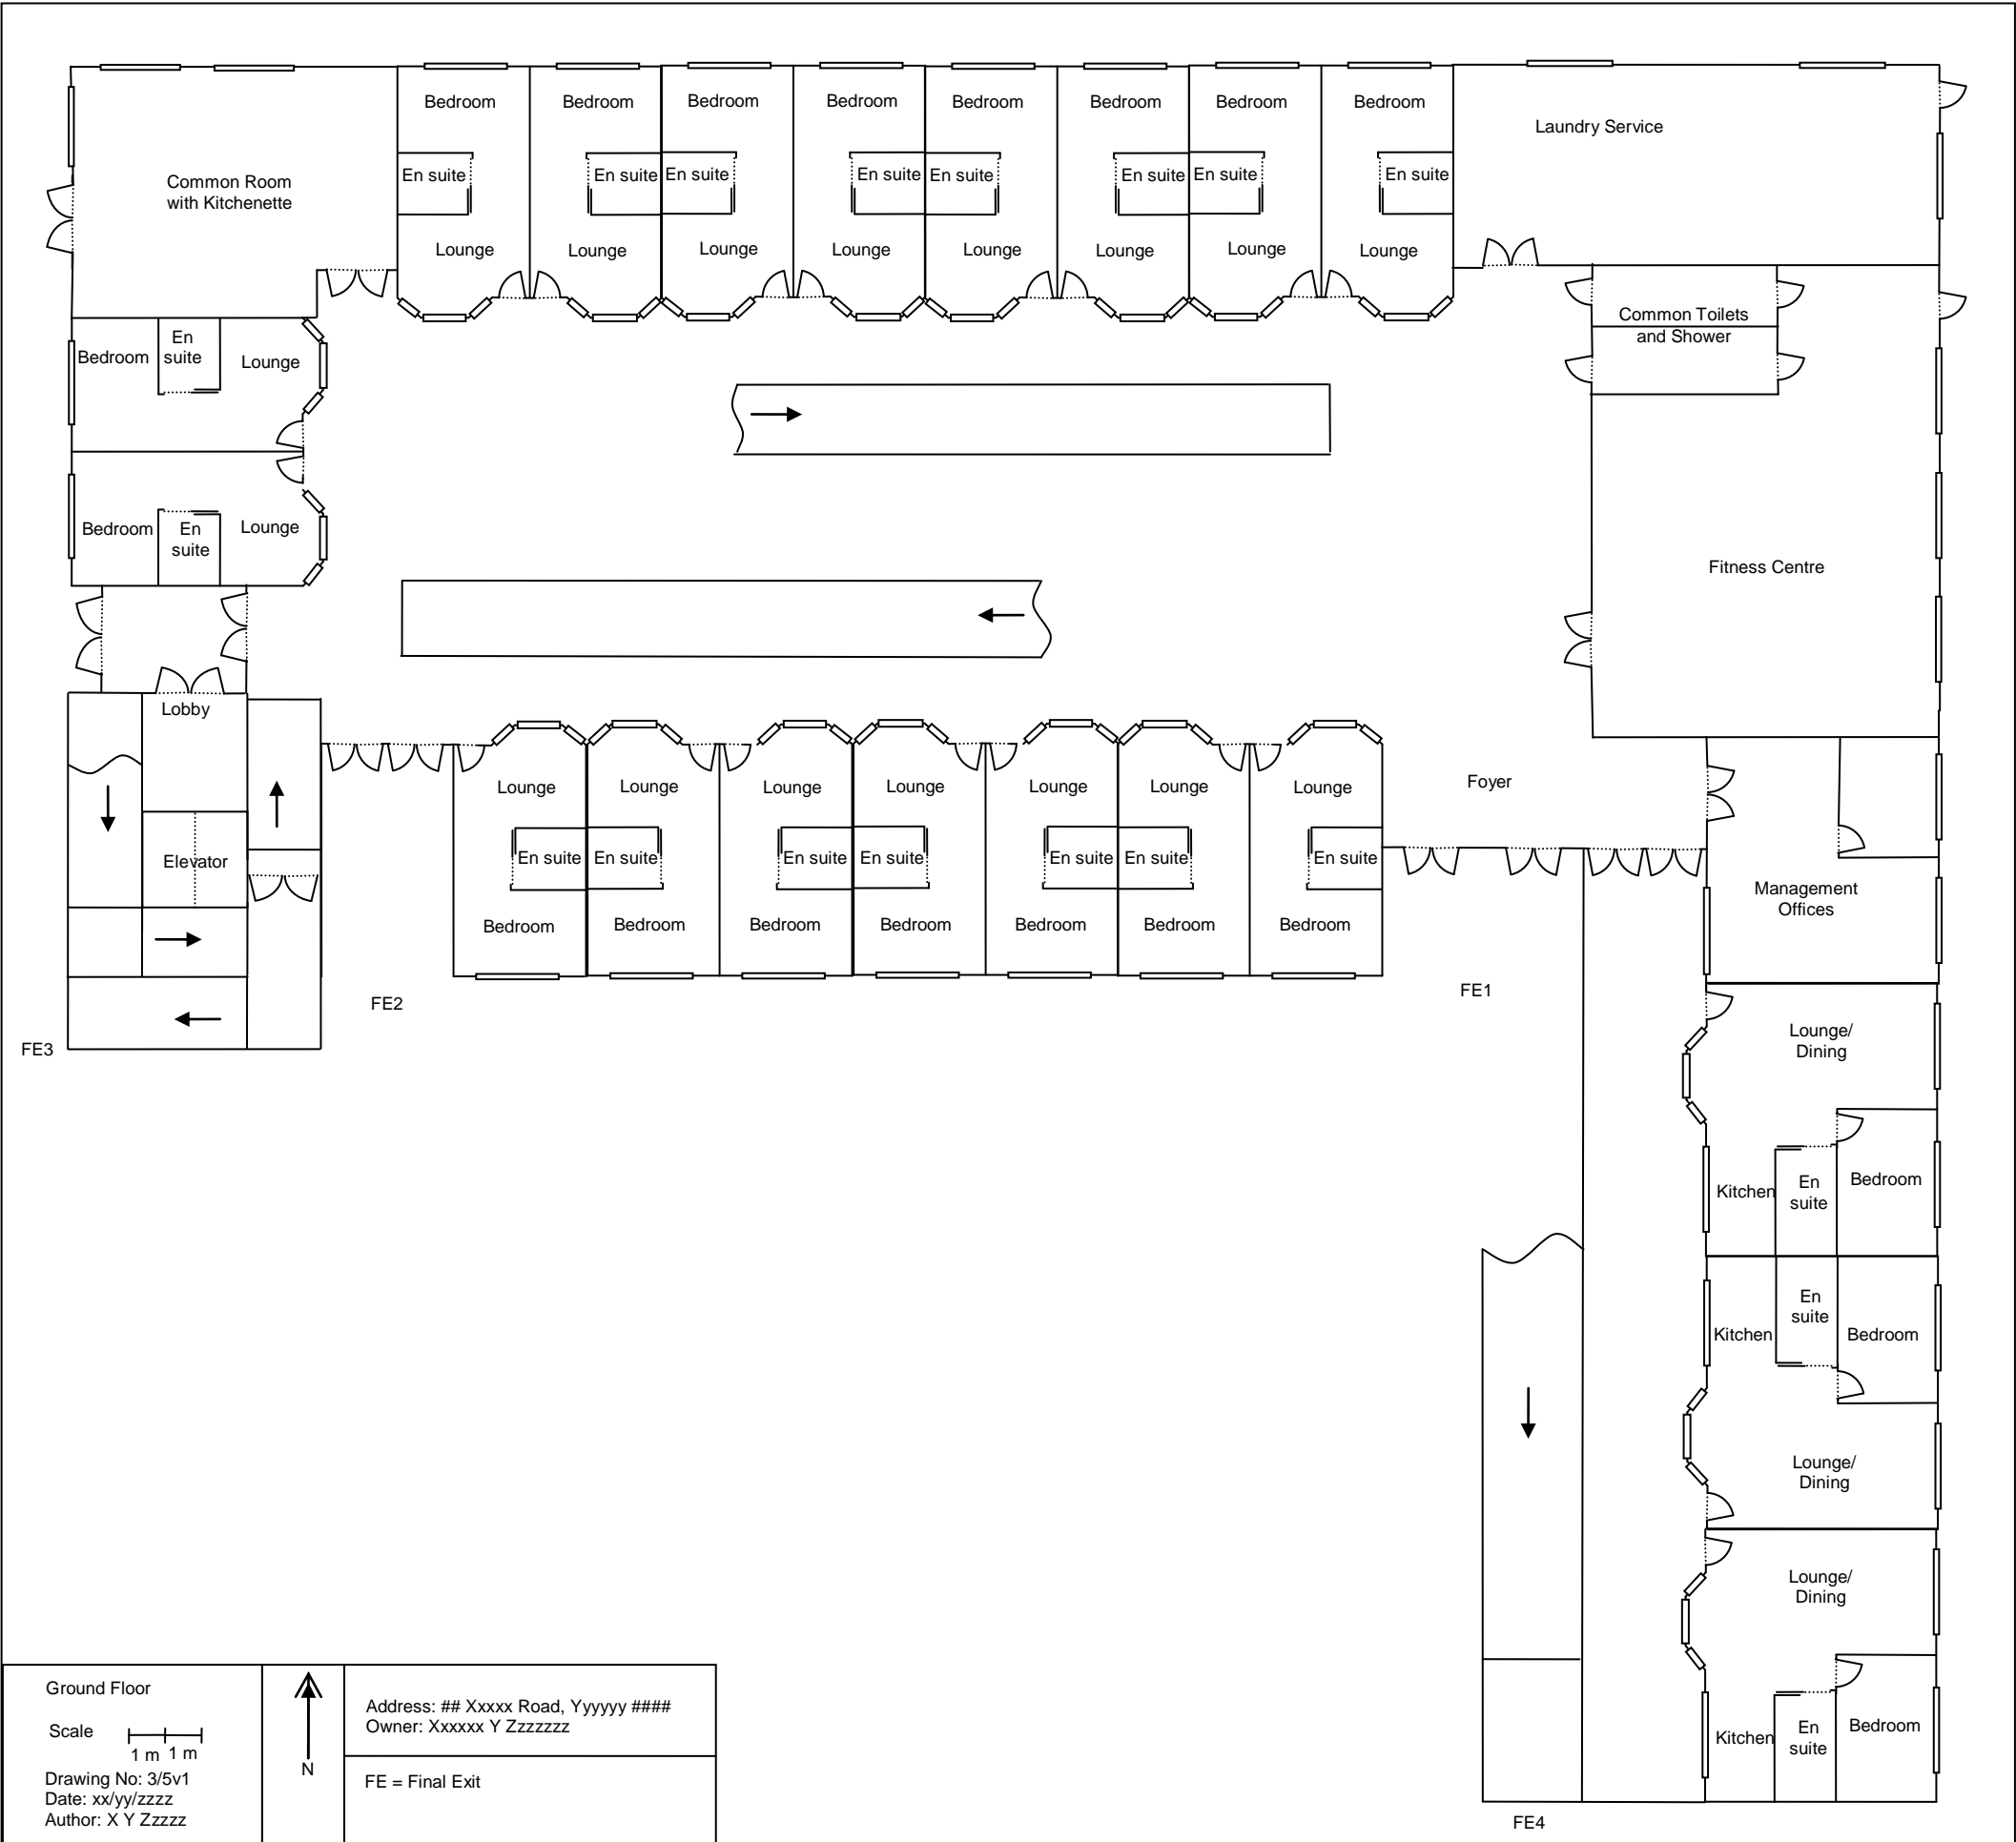 Bedroom
Bedroom
Bedroom
Bedroom
Bedroom
Bedroom
Bedroom
Bedroom
Laundry Service
Common Room
with Kitchenette
En suite
En suite
En suite
En suite
En suite
En suite
En suite
En suite
Lounge
Lounge
Lounge
Lounge
Lounge
Lounge
Lounge
Lounge
Common Toilets
and Shower
Bedroom
En
suite
Lounge
Bedroom
En
suite
Lounge
Fitness Centre
Lobby
Elevator
Lounge
Lounge
Lounge
Lounge
Lounge
Lounge
Lounge
Foyer
En suite
En suite
En suite
En suite
En suite
En suite
En suite
Bedroom
Bedroom
Bedroom
Bedroom
Bedroom
Bedroom
Bedroom
Management
Offices
FE3
FE2
FE1
Lounge/
Dining
Kitchen
En
suite
Bedroom
Kitchen
En
suite
Bedroom
Lounge/
Dining
Lounge/
Dining
Kitchen
En
suite
Bedroom
FE4
Ground Floor
Scale
1 m 1 m
Drawing No: 3/5v1
Date: xx/yy/zzzz
Author: X Y Zzzzz
N
Address: ## Xxxxx Road, Yyyyyy ####
Owner: Xxxxxx Y Zzzzzzz
FE = Final Exit